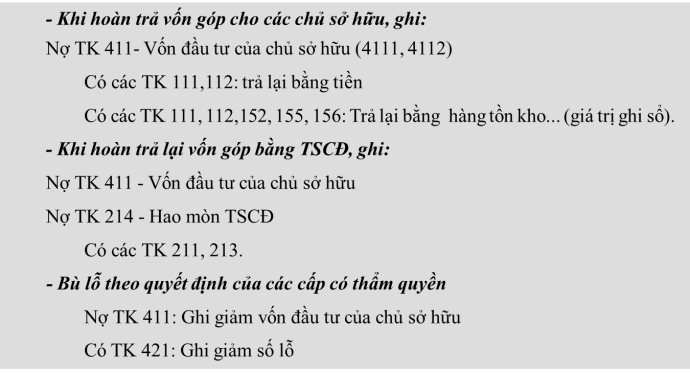 - Khi hoàn trả vốn góp cho các chủ sở hữu, ghi:
Nợ TK 411- Vốn đầu tư của chủ sở hữu (4111, 4112)
Có các TK 111,112: trả lại bằng tiền
Có các TK 111, 112,152, 155, 156: Trả lại bằng hàng tồn kho... (giá trị ghi sổ).
- Khi hoàn trả lại vốn góp bằng TSCĐ, ghi:
Nợ TK 411 - Vốn đầu tư của chủ sở hữu
Nợ TK 214 - Hao mòn TSCĐ
Có các TK 211, 213.
- Bù lỗ theo quyết định của các cấp có thẩm quyền
Nợ TK 411: Ghi giảm vốn đầu tư của chủ sở hữu
Có TK 421: Ghi giảm số lỗ